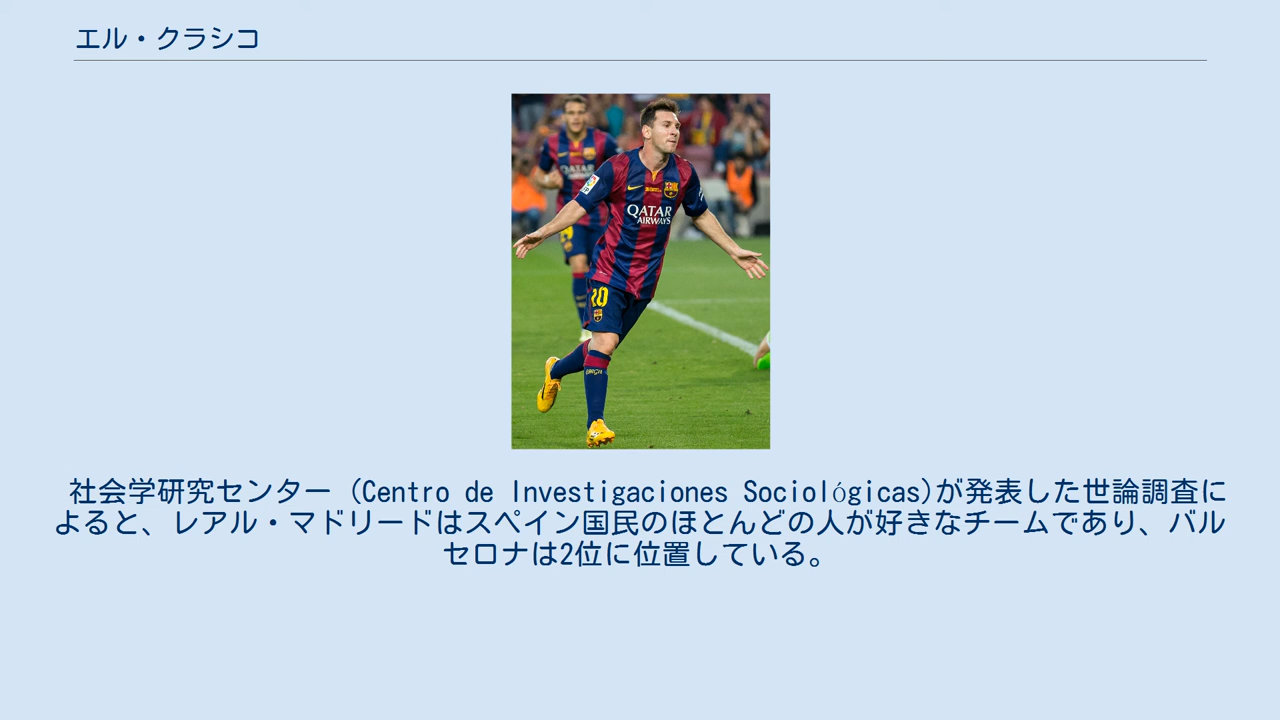 エル・クラシコ
QATAR
AIRWAYS
10
社会学研究センター (Centro de Investigaciones Sociológicas)が発表した世論調査に
よると、レアル・マドリードはスペイン国民のほとんどの人が好きなチームであり、バル
セロナは2位に位置している。